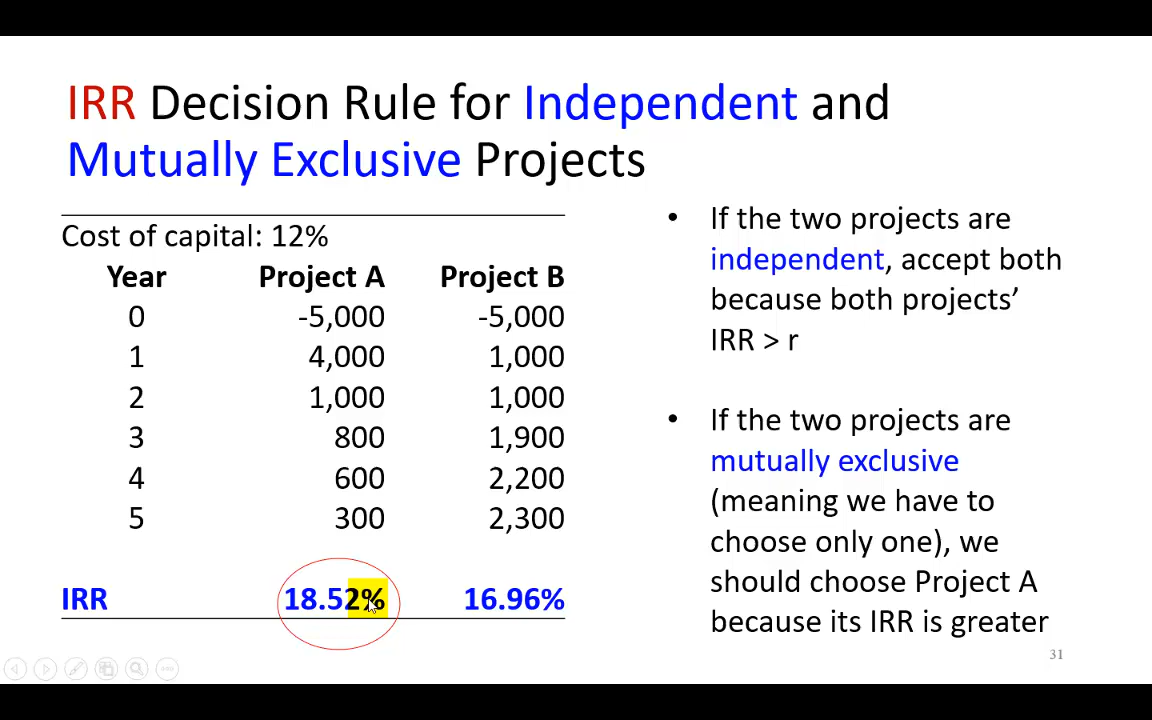 IRR Decision Rule for Independent and
Mutually Exclusive Projects
Cost of capital: 12%
Year Project A Project B
0 -5,000 -5,000
1 4,000 1,000
2 1,000 1,000
3 800 1,900
4 600 2,200
5 300 2,300
IRR 18.52% 16.96%
• If the two projects are
independent, accept both
because both projects’
IRR > r
• If the two projects are
mutually exclusive
(meaning we have to
choose only one), we
should choose Project A
because its IRR is greater
31